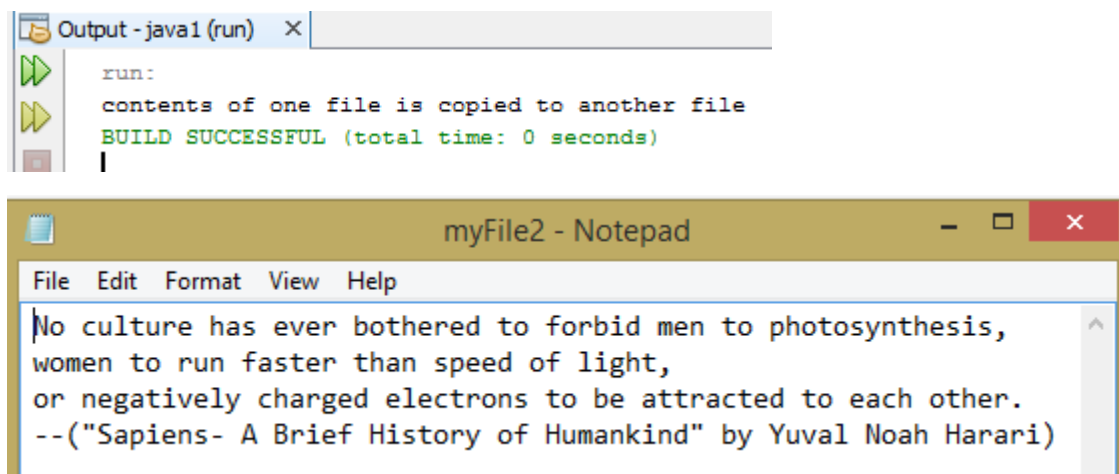 Output - java1 (run)
run:
contents of one file is copied to another file
BUILD SUCCESSFUL (total time: 0 seconds)
myFile2 - Notepad
File Edit Format View Help
No culture has ever bothered to forbid men to photosynthesis,
women to run faster than speed of light,
or negatively charged electrons to be attracted to each other.
--("Sapiens- A Brief History of Humankind" by Yuval Noah Harari)